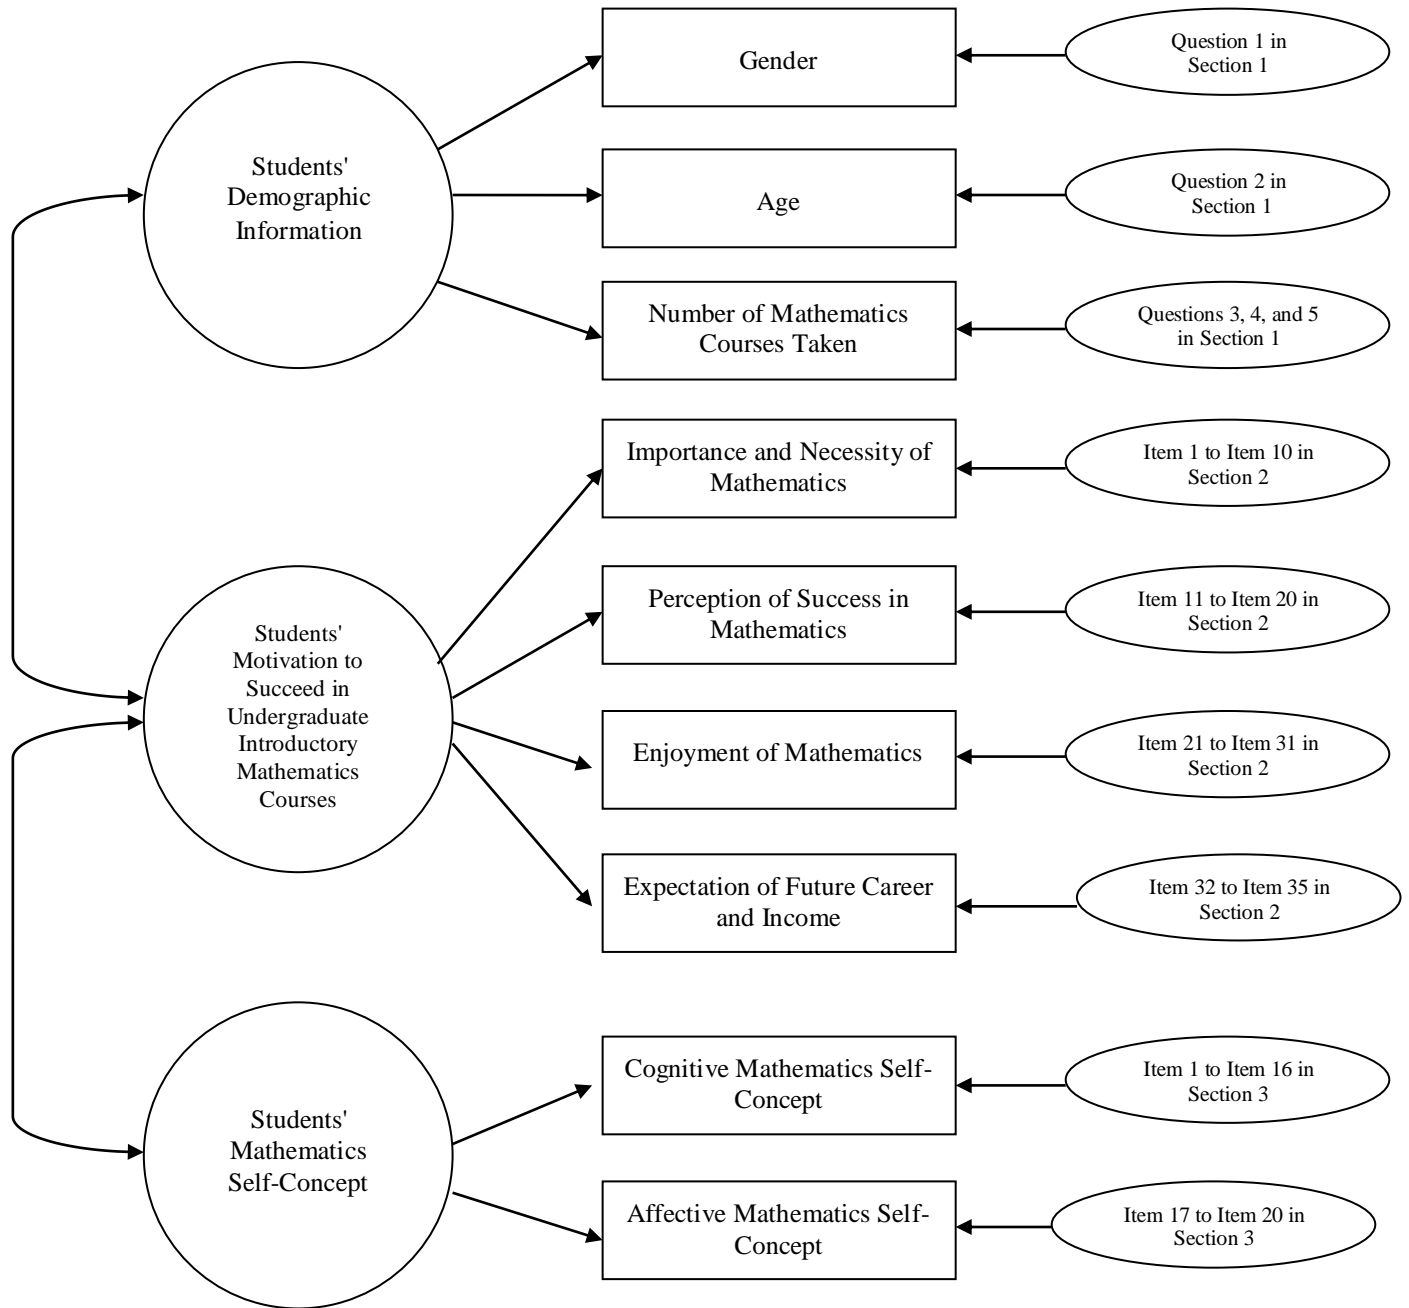 Students'
Demographic
Information
Gender
Question 1 in
Section 1
Age
Question 2 in
Section 1
Number of Mathematics
Courses Taken
Questions 3, 4, and 5
in Section 1
Students'
Motivation to
Succeed in
Undergraduate
Introductory
Mathematics
Courses
Importance and Necessity of
Mathematics
Item 1 to Item 10 in
Section 2
Perception of Success in
Mathematics
Item 11 to Item 20 in
Section 2
Enjoyment of Mathematics
Item 21 to Item 31 in
Section 2
Expectation of Future Career
and Income
Item 32 to Item 35 in
Section 2
Students'
Mathematics
Self-Concept
Cognitive Mathematics Self-
Concept
Item 1 to Item 16 in
Section 3
Affective Mathematics Self-
Concept
Item 17 to Item 20 in
Section 3